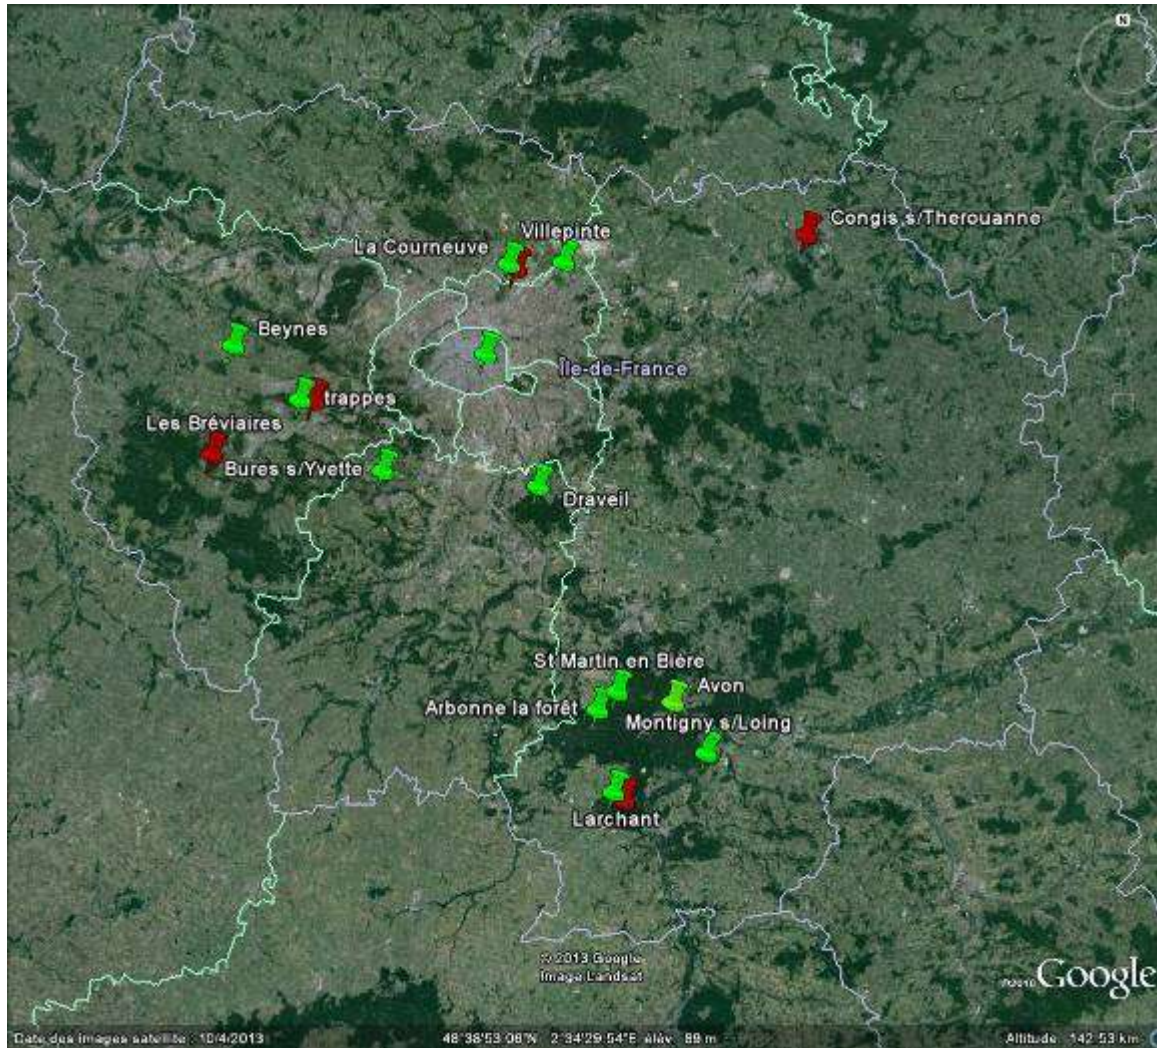 N
Congis s/Therouanne
Villepinte
La Courneuve
Beynes
Île-de-France
trappes
Les Bréviaires
Bures s/Yvette
Draveil
St Martin en Bière
Avon
Arbonne la forêt
Montigny s/Loing
Larchant
© 2013 Google
Image Landsat
Google
Date des images satellite : 10/4/2013 48°38'53.06"N 2°34'29.54"E élév. 89 m Altitude 142.53 km